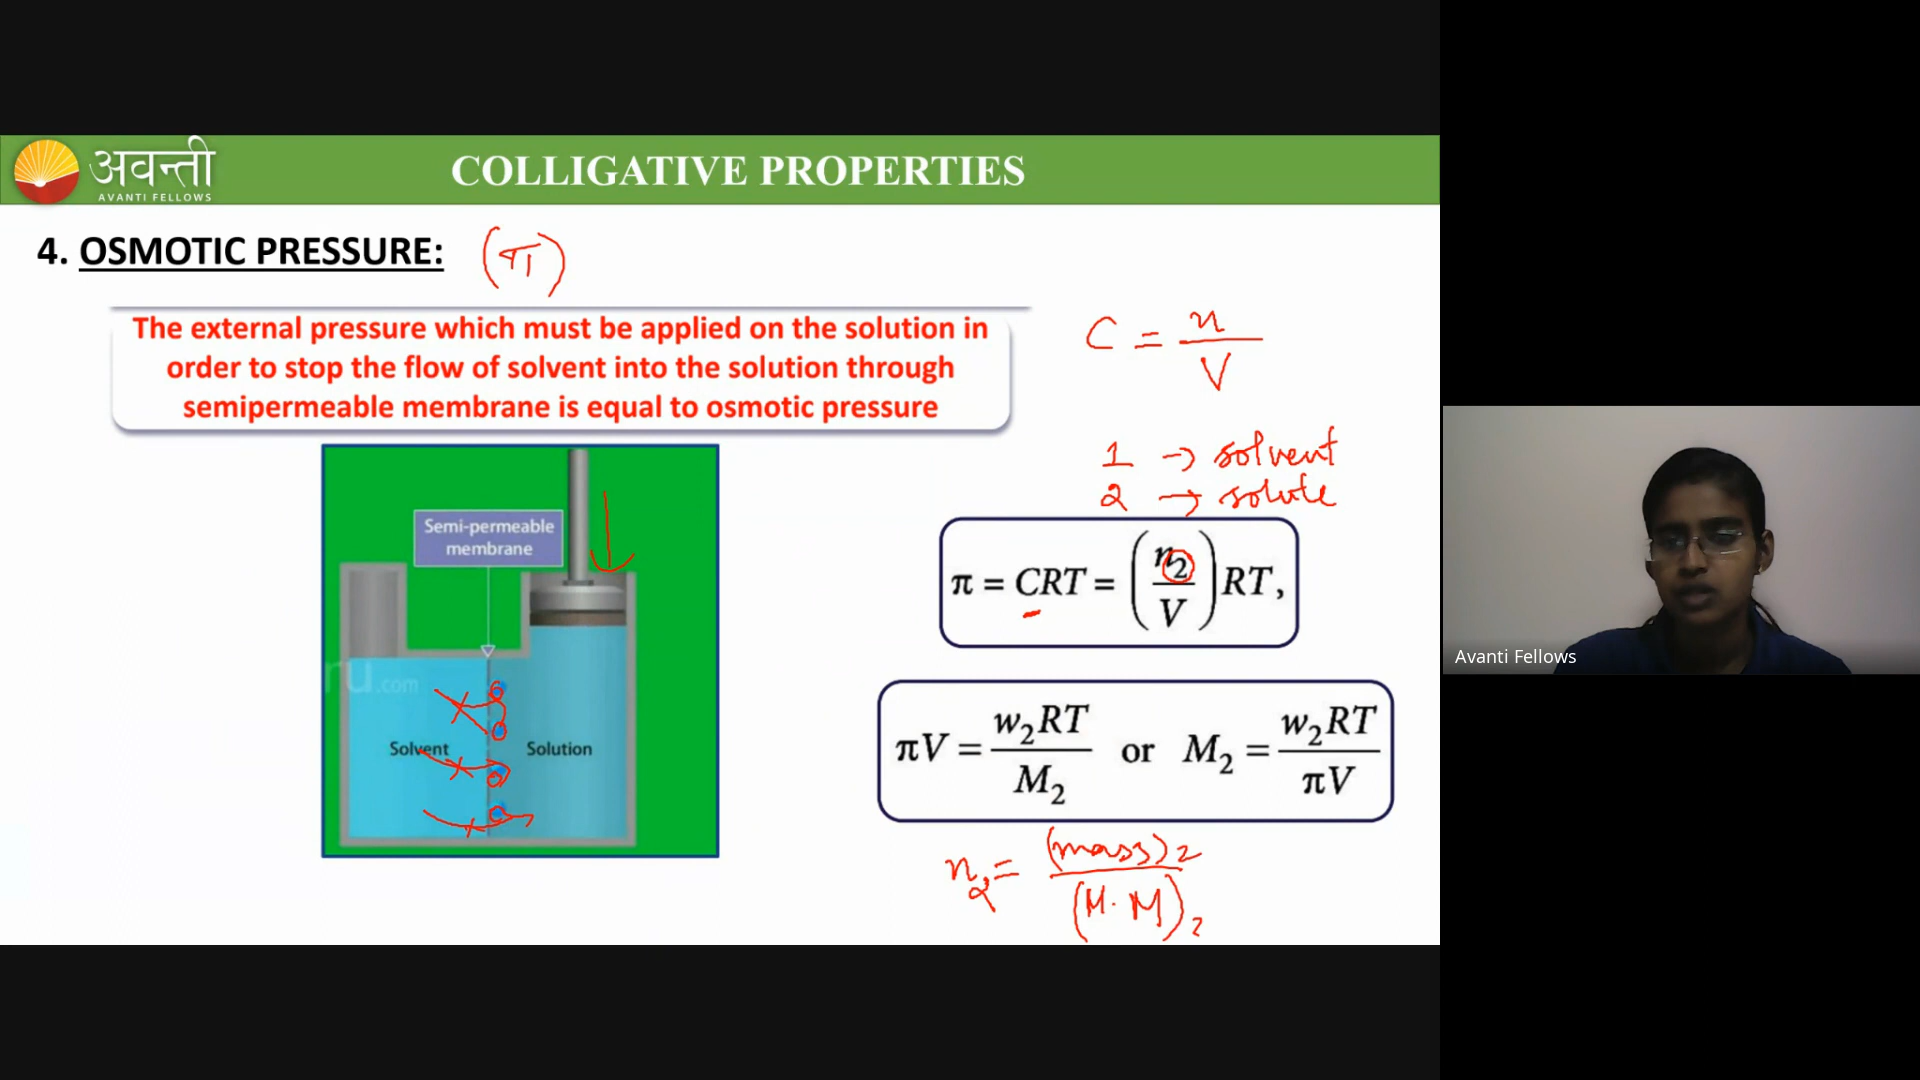 अवन्ती
AVANTI FELLOWS
COLLIGATIVE PROPERTIES
4. OSMOTIC PRESSURE: (π)
The external pressure which must be applied on the solution in
order to stop the flow of solvent into the solution through
semipermeable membrane is equal to osmotic pressure
C = n/V
1 → solvent
2 → solute
Semi-permeable
membrane
π = CRT = (n₂/V) RT,
ru.com
Solvent
Solution
πV = w₂RT/M₂ or M₂ = w₂RT/πV
n₂ = (mass)₂/(M·M)₂
Avanti Fellows